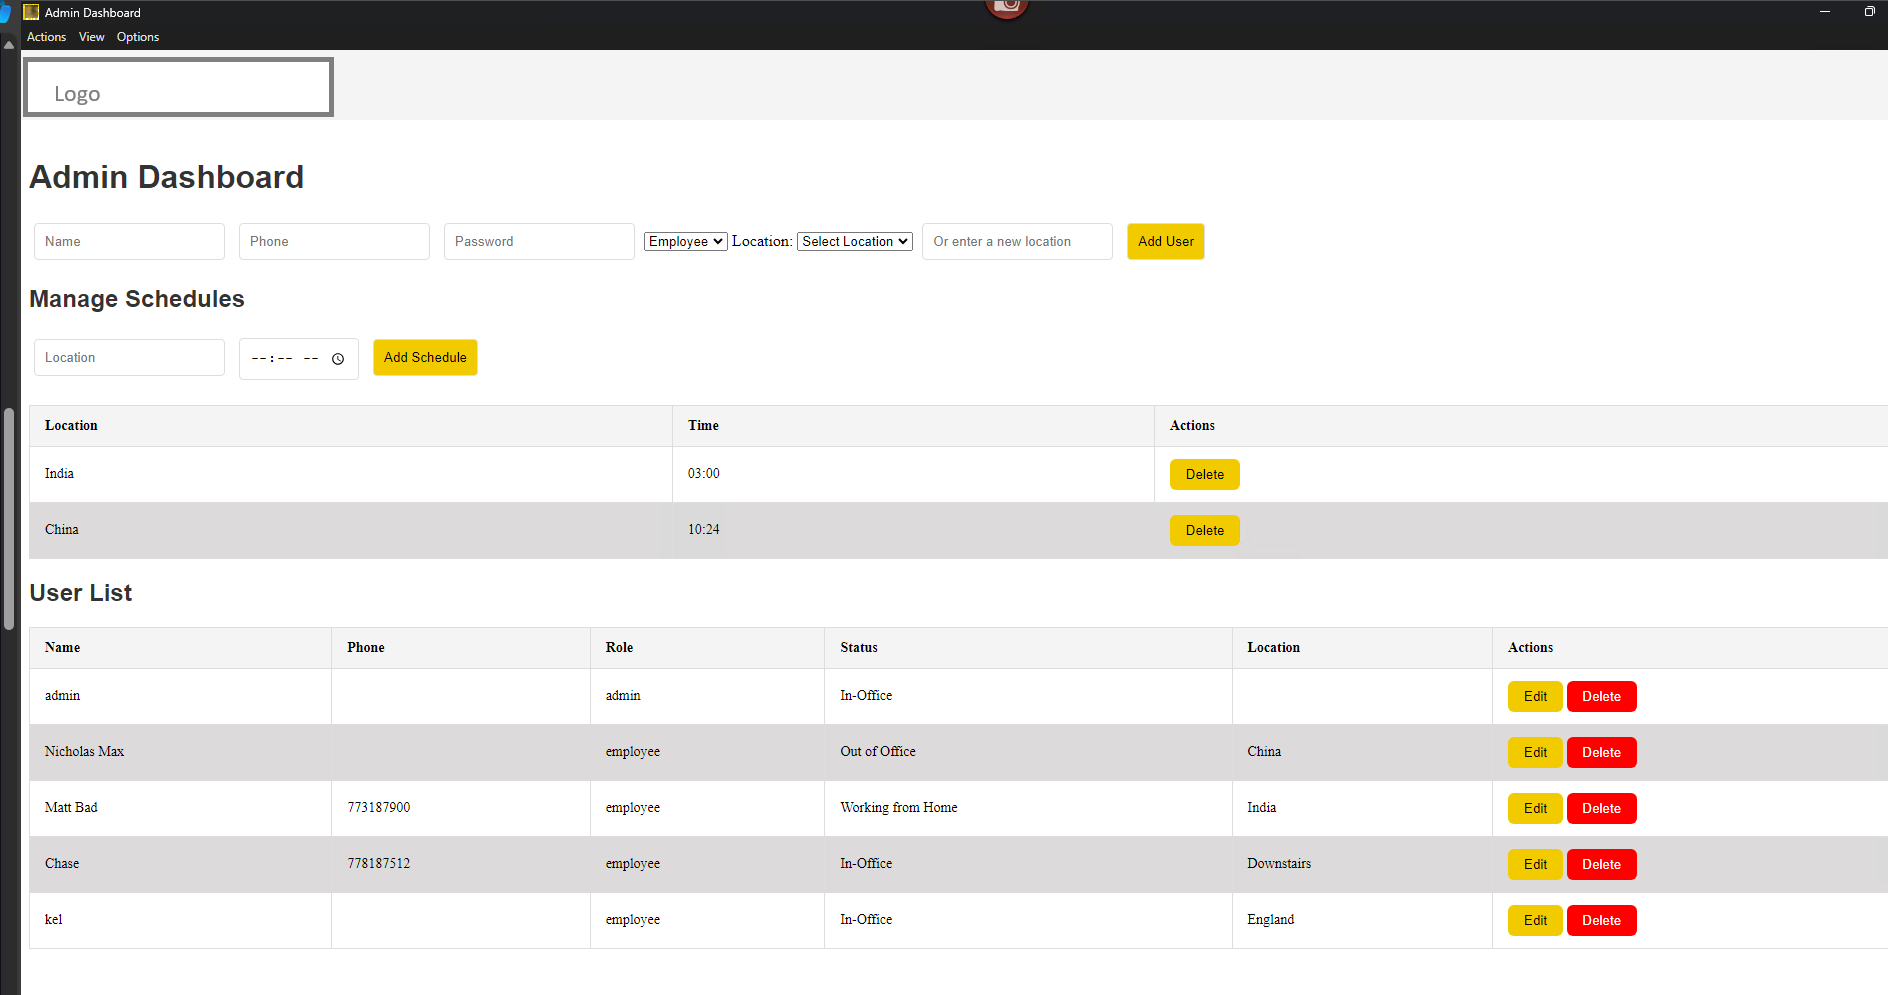 Admin Dashboard
Actions View Options
Logo
Admin Dashboard
Name Phone Password Employee Location: Select Location Or enter a new location Add User
Manage Schedules
Location --:-- -- Add Schedule
Location Time Actions
India 03:00 Delete
China 10:24 Delete
User List
Name Phone Role Status Location Actions
admin admin In-Office Edit Delete
Nicholas Max employee Out of Office China Edit Delete
Matt Bad 773187900 employee Working from Home India Edit Delete
Chase 778187512 employee In-Office Downstairs Edit Delete
kel employee In-Office England Edit Delete